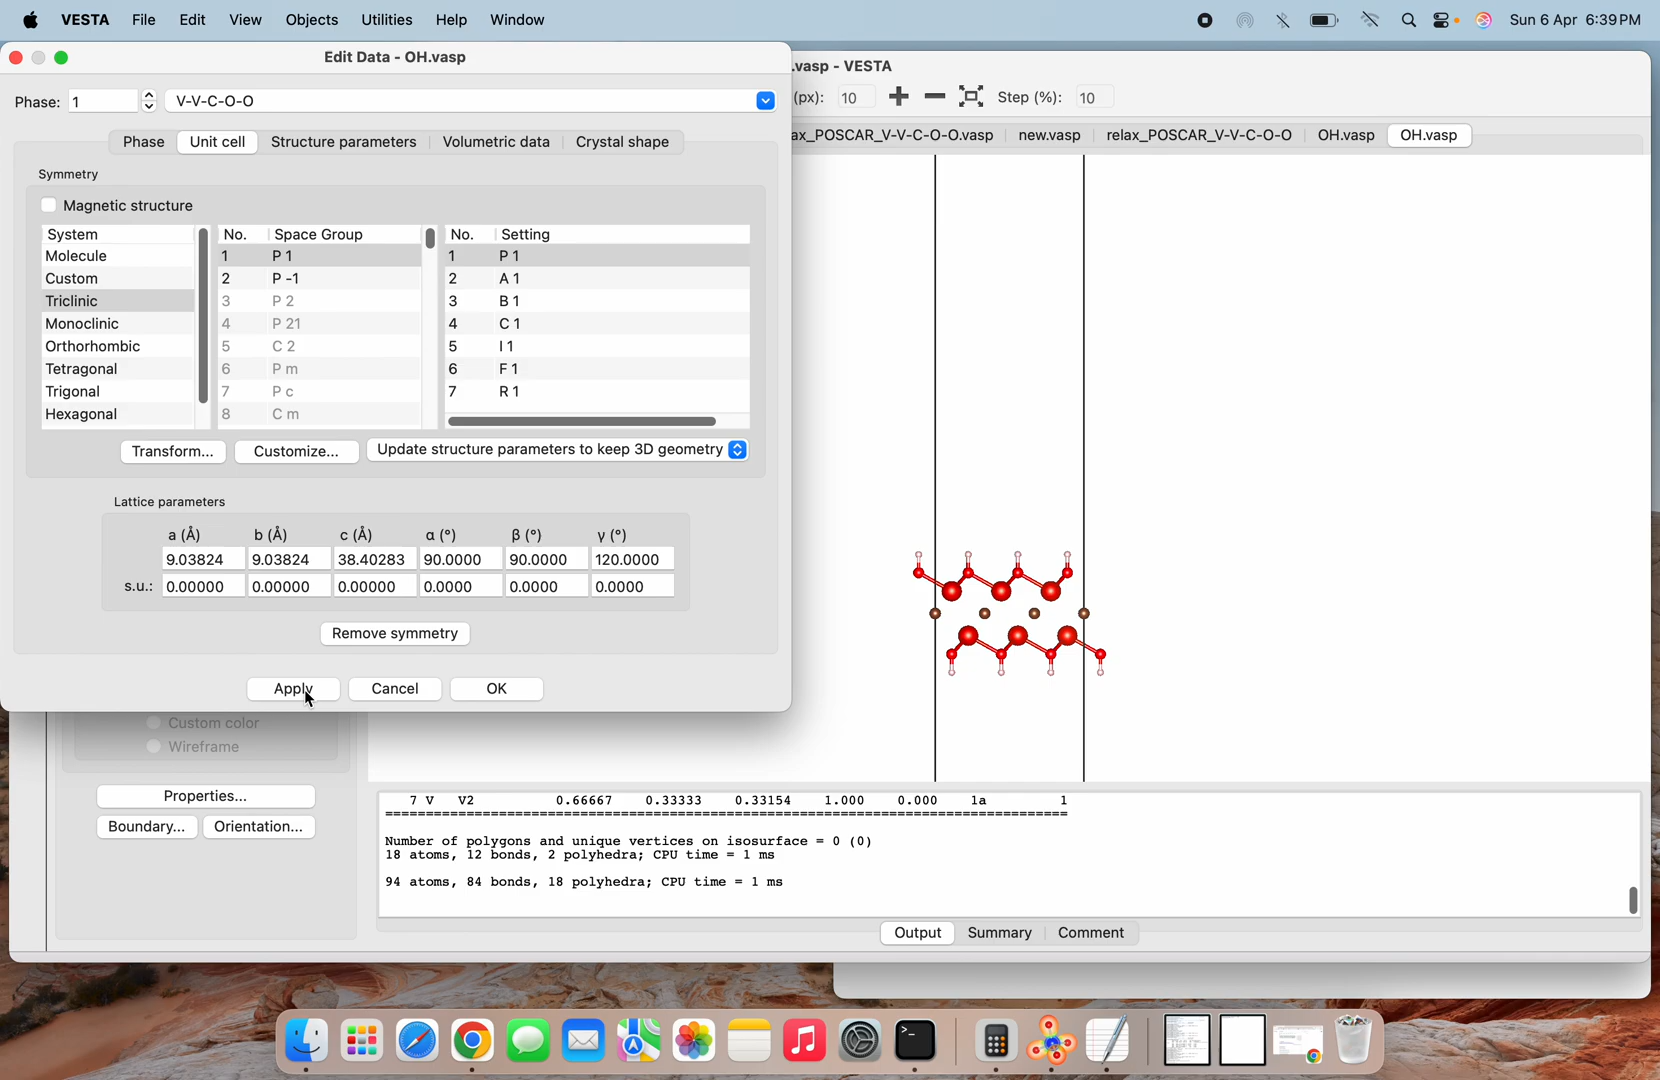 VESTA File Edit View Objects Utilities Help Window Sun 6 Apr 6:39 PM
Edit Data - OH.vasp
.vasp - VESTA
Phase: 1 V-V-C-O-O
(px): 10 Step (%): 10
Phase Unit cell Structure parameters Volumetric data Crystal shape
ax_POSCAR_V-V-C-O-O.vasp new.vasp relax_POSCAR_V-V-C-O-O OH.vasp OH.vasp
Symmetry
Magnetic structure
System No. Space Group No. Setting
Molecule 1 P 1 1 P 1
Custom 2 P -1 2 A 1
Triclinic 3 P 2 3 B 1
Monoclinic 4 P 21 4 C 1
Orthorhombic 5 C 2 5 I 1
Tetragonal 6 P m 6 F 1
Trigonal 7 P c 7 R 1
Hexagonal 8 C m
Transform... Customize... Update structure parameters to keep 3D geometry
Lattice parameters
a (Å) b (Å) c (Å) α (°) β (°) γ (°)
9.03824 9.03824 38.40283 90.0000 90.0000 120.0000
s.u.: 0.00000 0.00000 0.00000 0.0000 0.0000 0.0000
Remove symmetry
Apply Cancel OK
Custom color
Wireframe
Properties...
Boundary... Orientation...
7 V V2 0.66667 0.33333 0.33154 1.000 0.000 1a 1
Number of polygons and unique vertices on isosurface = 0 (0)
18 atoms, 12 bonds, 2 polyhedra; CPU time = 1 ms
94 atoms, 84 bonds, 18 polyhedra; CPU time = 1 ms
Output Summary Comment